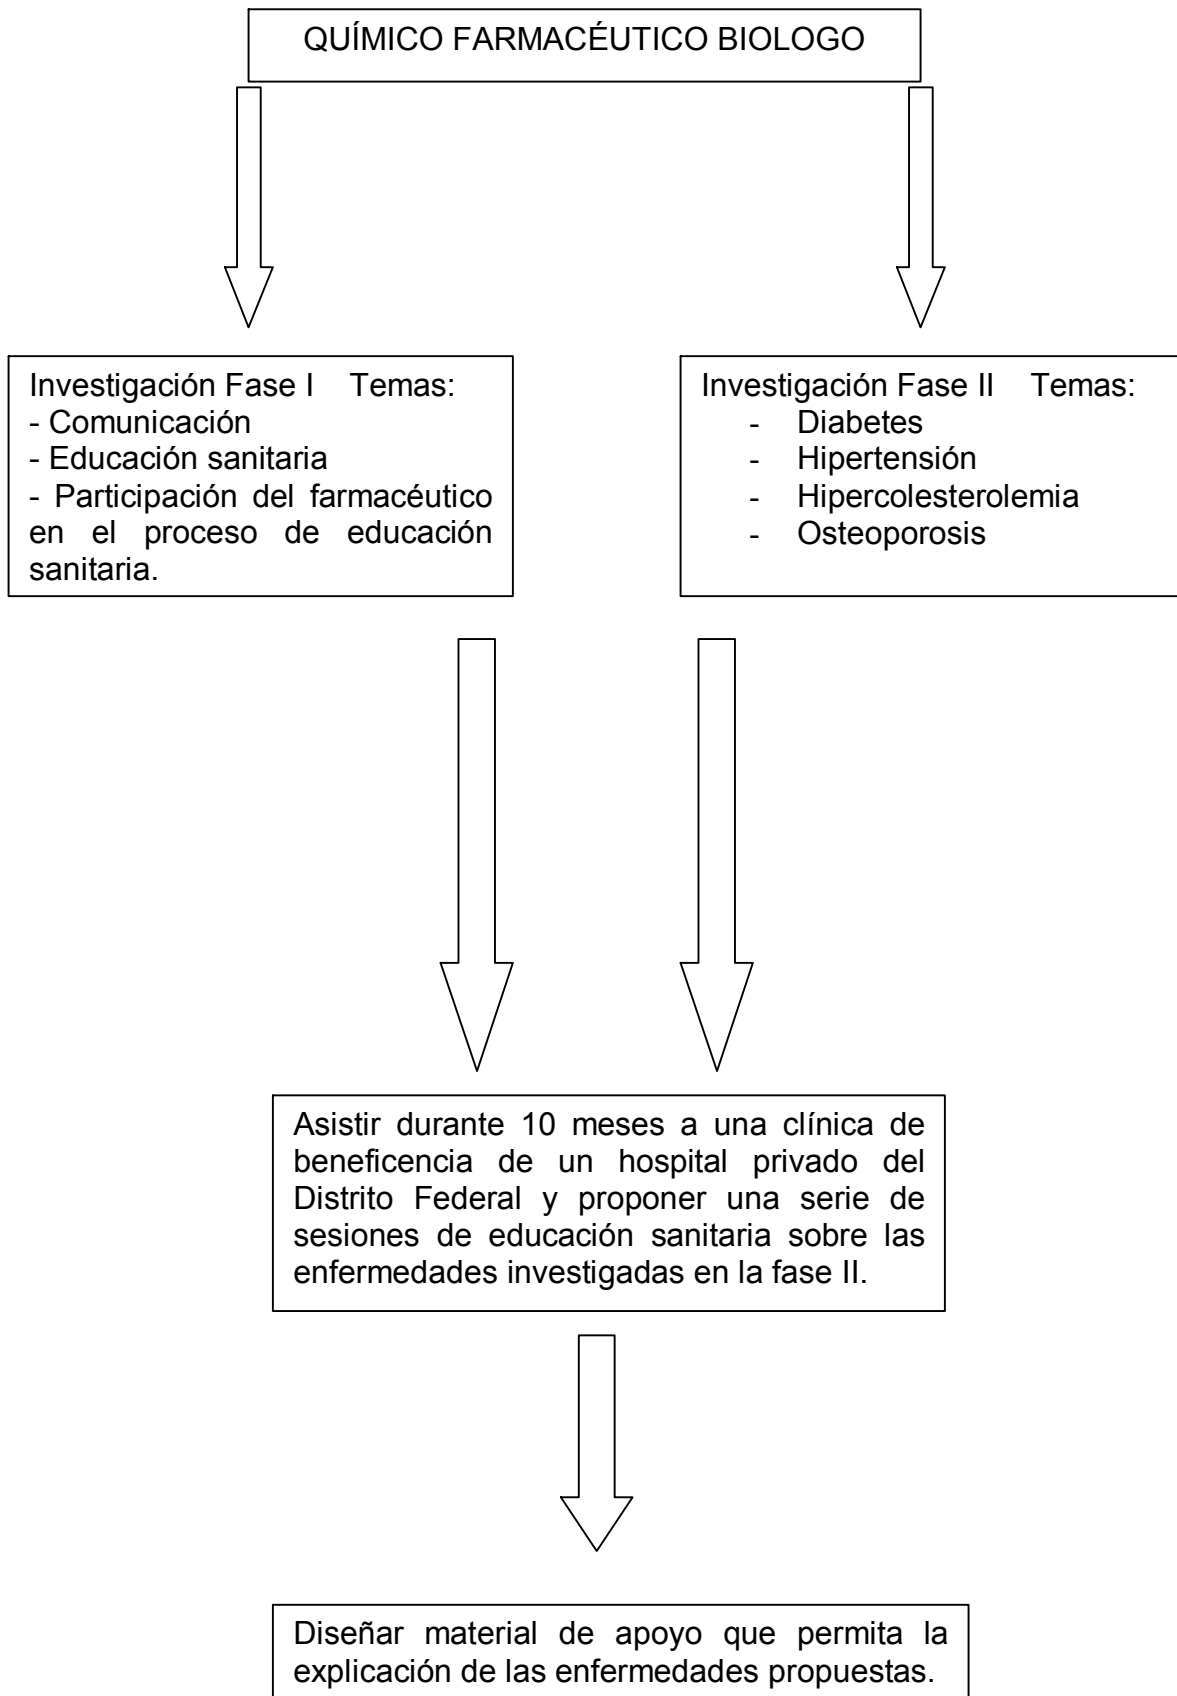 QUÍMICO FARMACÉUTICO BIOLOGO
Investigación Fase I Temas:
- Comunicación
- Educación sanitaria
- Participación del farmacéutico
en el proceso de educación
sanitaria.
Investigación Fase II Temas:
- Diabetes
- Hipertensión
- Hipercolesterolemia
- Osteoporosis
Asistir durante 10 meses a una clínica de
beneficencia de un hospital privado del
Distrito Federal y proponer una serie de
sesiones de educación sanitaria sobre las
enfermedades investigadas en la fase II.
Diseñar material de apoyo que permita la
explicación de las enfermedades propuestas.